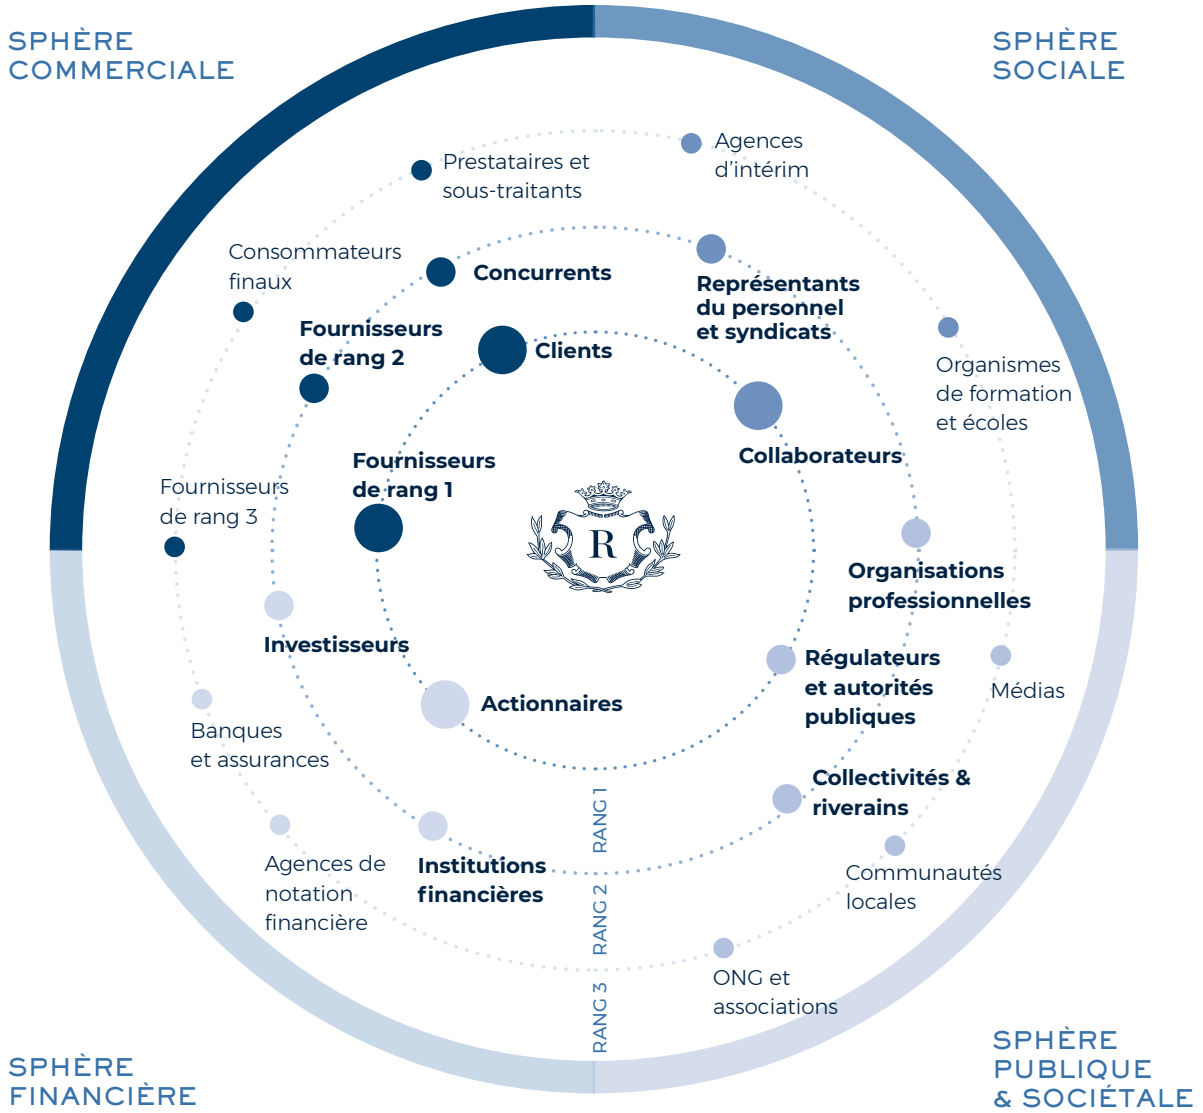 SPHÈRE
COMMERCIALE
SPHÈRE
SOCIALE
Agences
d’intérim
Prestataires et
sous-traitants
Consommateurs
finaux
Concurrents
Représentants
du personnel
et syndicats
Fournisseurs
de rang 2
Clients
Organismes
de formation
et écoles
Collaborateurs
Fournisseurs
de rang 1
Fournisseurs
de rang 3
R
Organisations
professionnelles
Investisseurs
Régulateurs
et autorités
publiques
Médias
Actionnaires
Banques
et assurances
Collectivités &
riverains
RANG 1
Agences de
notation
financière
Institutions
financières
Communautés
locales
RANG 2
ONG et
associations
RANG 3
SPHÈRE
FINANCIÈRE
SPHÈRE
PUBLIQUE
& SOCIÉTALE